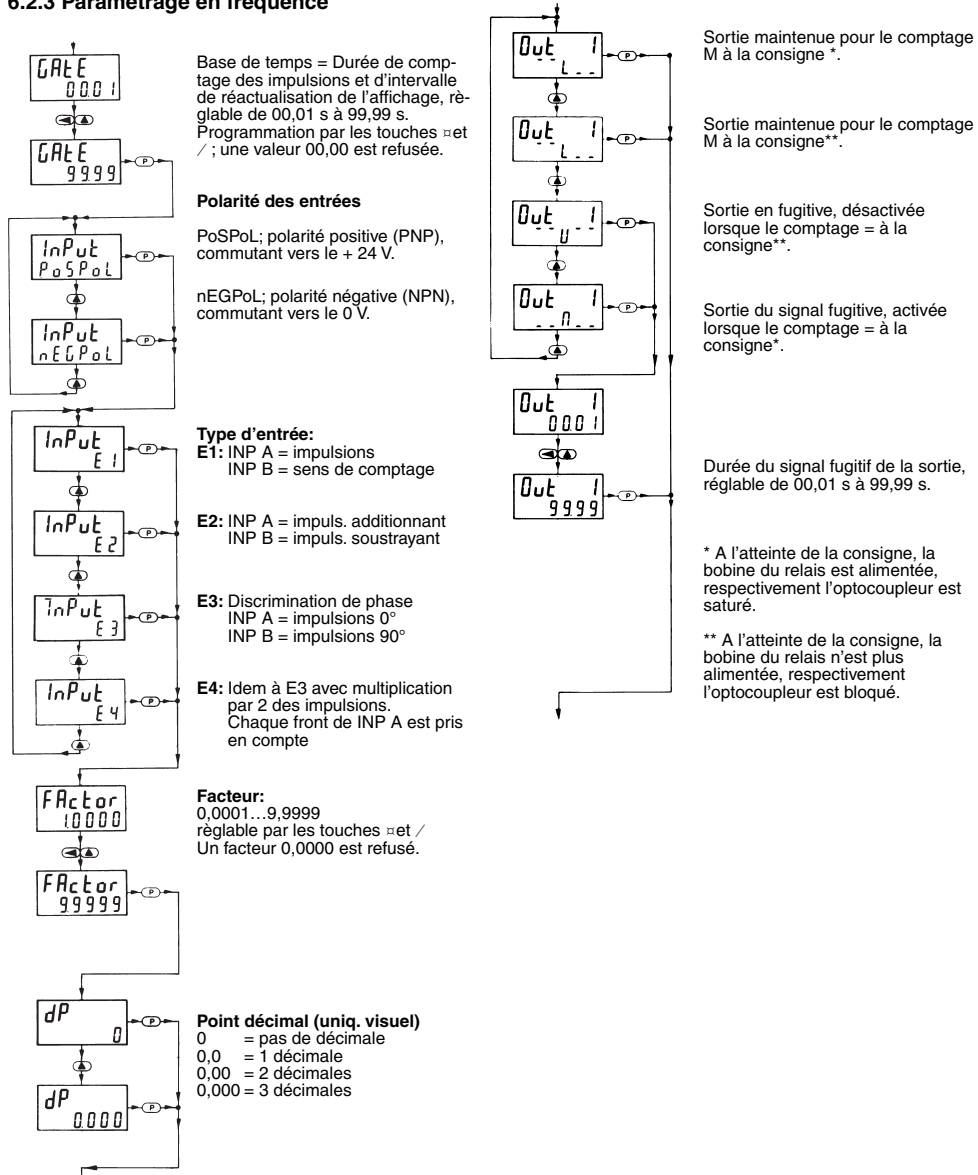 6.2.3 Paramétrage en fréquence
GAtE
00.01
GAtE
99.99
P
Base de temps = Durée de comp-
tage des impulsions et d'intervalle
de réactualisation de l'affichage, rè-
glable de 00,01 s à 99,99 s.
Programmation par les touches ¤et
/ ; une valeur 00,00 est refusée.
Polarité des entrées
InPut
PoSPoL
P
PoSPoL; polarité positive (PNP),
commutant vers le + 24 V.
InPut
nEGPoL
P
nEGPoL; polarité négative (NPN),
commutant vers le 0 V.
Type d'entrée:
InPut
E1
P
E1: INP A = impulsions
INP B = sens de comptage
InPut
E2
P
E2: INP A = impuls. additionnant
INP B = impuls. soustrayant
InPut
E3
P
E3: Discrimination de phase
INP A = impulsions 0°
INP B = impulsions 90°
InPut
E4
P
E4: Idem à E3 avec multiplication
par 2 des impulsions.
Chaque front de INP A est pris
en compte
FActor
1.0000
FActor
9.9999
P
Facteur:
0,0001…9,9999
règlable par les touches ¤et /
Un facteur 0,0000 est refusé.
dP
0
P
dP
0.000
P
Point décimal (uniq. visuel)
0 = pas de décimale
0,0 = 1 décimale
0,00 = 2 décimales
0,000 = 3 décimales
Out 1
P
Sortie maintenue pour le comptage
M à la consigne *.
Out 1
P
Sortie maintenue pour le comptage
M à la consigne**.
Out 1
P
Sortie en fugitive, désactivée
lorsque le comptage = à la
consigne**.
Out 1
P
Sortie du signal fugitive, activée
lorsque le comptage = à la
consigne*.
Out 1
00.01
Out 1
99.99
P
Durée du signal fugitif de la sortie,
réglable de 00,01 s à 99,99 s.
* A l'atteinte de la consigne, la
bobine du relais est alimentée,
respectivement l'optocoupleur est
saturé.
** A l'atteinte de la consigne, la
bobine du relais n'est plus
alimentée, respectivement
l'optocoupleur est bloqué.